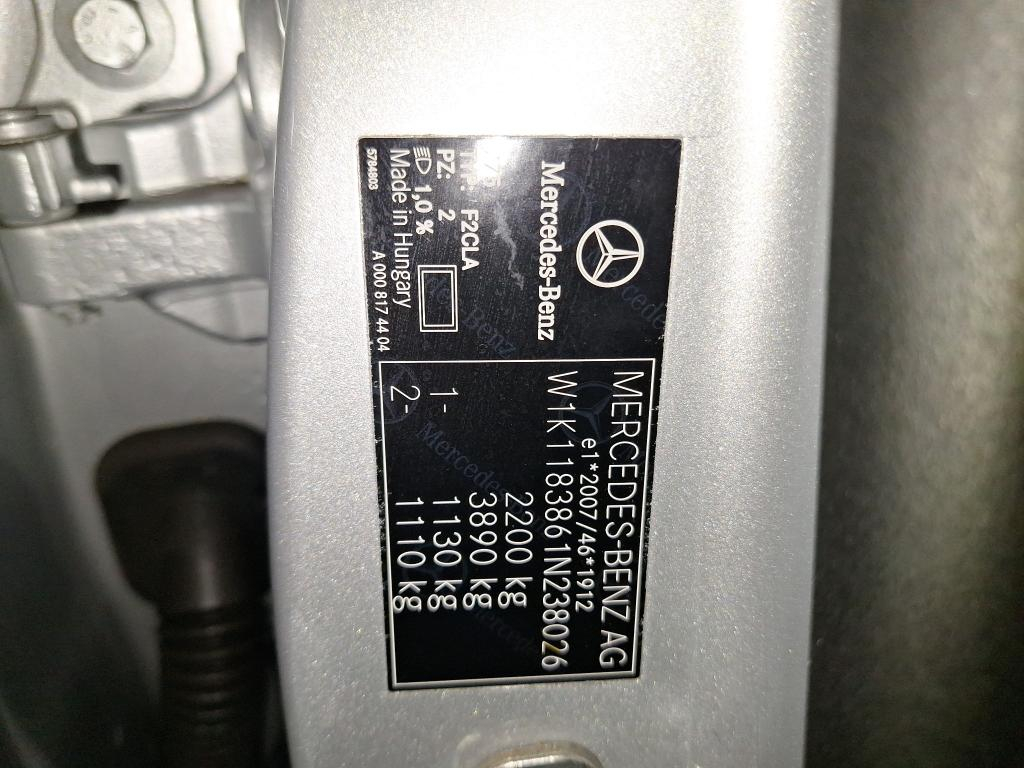 Mercedes-Benz
MERCEDES-BENZ AG
e1*2007/46*1912
W1K1183861N238026
2200 kg
3890 kg
1- 1130 kg
2- 1110 kg
F2CLA
PZ: 2
1,0 %
Made in Hungary
5784803 A 000 817 44 04